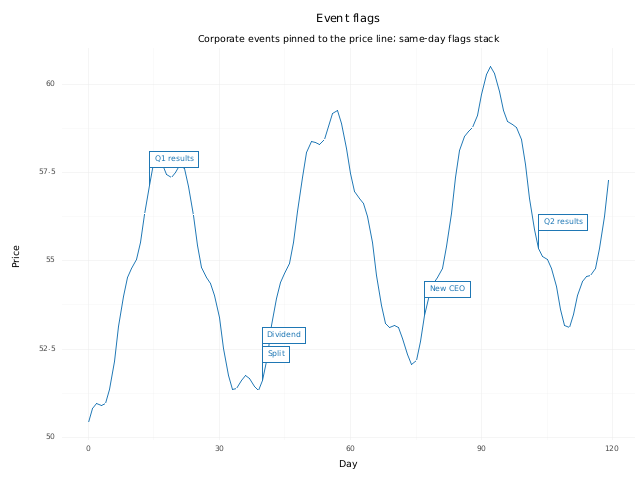 Event flags
Corporate events pinned to the price line; same-day flags stack
60
57.5
55
52.5
50
Price
Q1 results
Dividend
Split
New CEO
Q2 results
0
30
60
90
120
Day